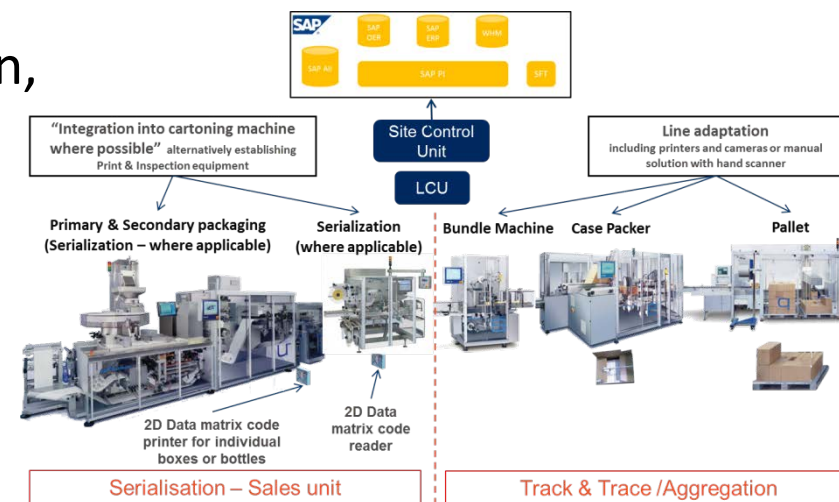 n,
SAP
SAP OER
SAP ERP
WHM
SAP AII
SAP PI
SFT
"Integration into cartoning machine
where possible" alternatively establishing
Print & Inspection equipment
Site Control
Unit
LCU
Line adaptation
including printers and cameras or manual
solution with hand scanner
Primary & Secondary packaging
(Serialization – where applicable)
Serialization
(where applicable)
Bundle Machine
Case Packer
Pallet
2D Data matrix code
printer for individual
boxes or bottles
2D Data
matrix code
reader
Serialisation – Sales unit
Track & Trace /Aggregation